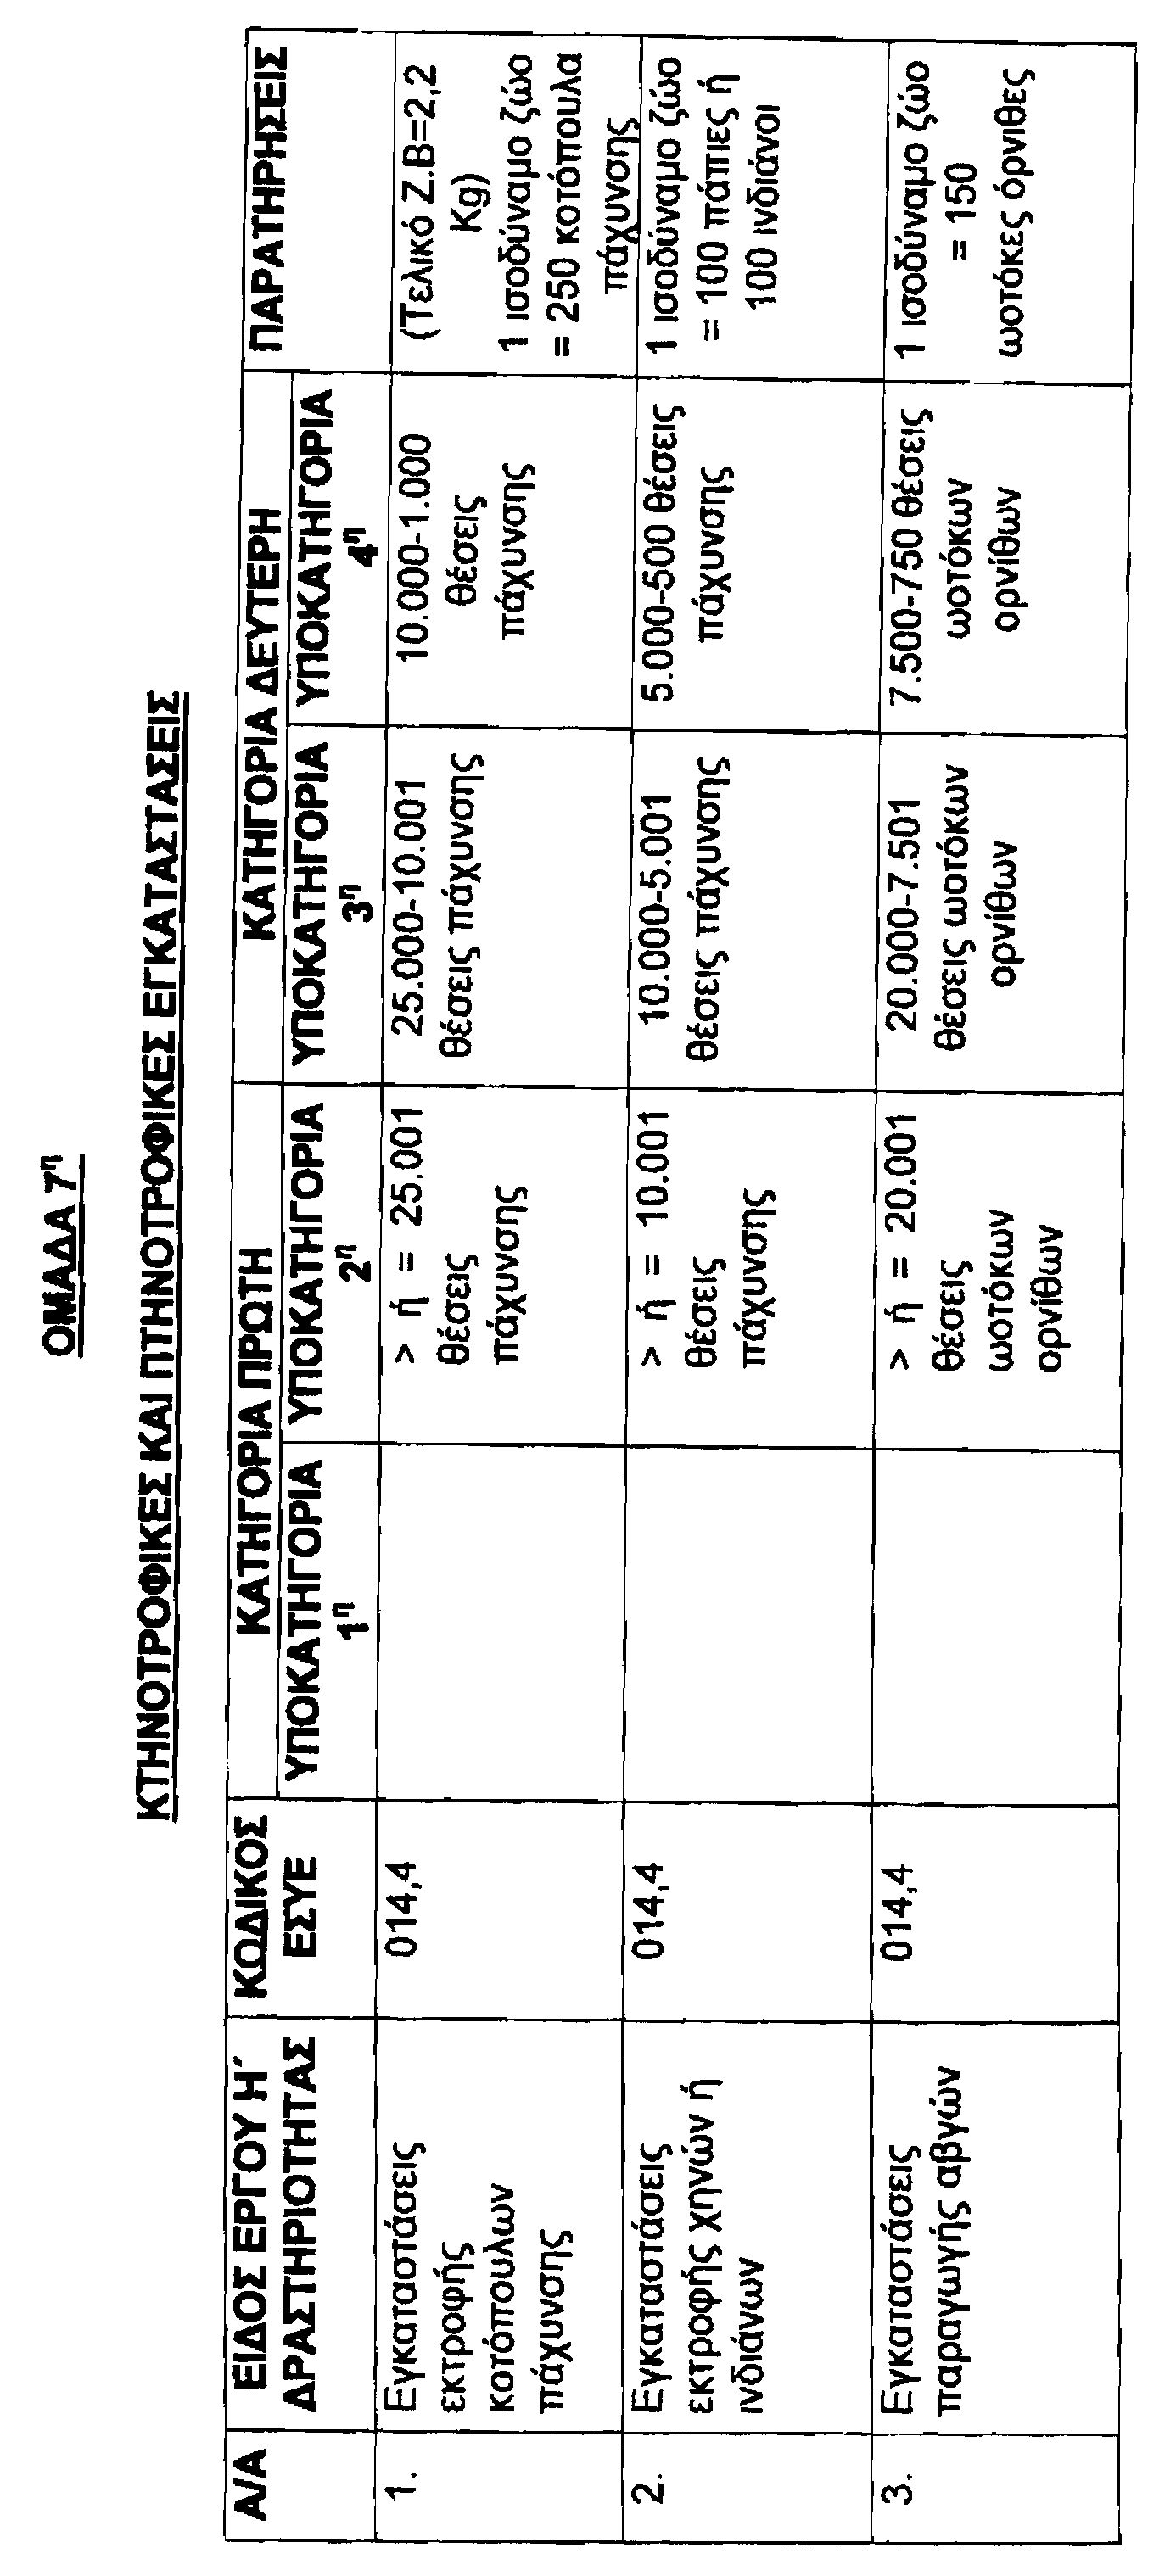 ΟΜΑΔΑ 7η
ΚΤΗΝΟΤΡΟΦΙΚΕΣ ΚΑΙ ΠΤΗΝΟΤΡΟΦΙΚΕΣ ΕΓΚΑΤΑΣΤΑΣΕΙΣ
Α/Α
ΕΙΔΟΣ ΕΡΓΟΥ Η΄
ΔΡΑΣΤΗΡΙΟΤΗΤΑΣ
ΚΩΔΙΚΟΣ
ΕΣΥΕ
ΚΑΤΗΓΟΡΙΑ ΠΡΩΤΗ
ΚΑΤΗΓΟΡΙΑ ΔΕΥΤΕΡΗ
ΠΑΡΑΤΗΡΗΣΕΙΣ
ΥΠΟΚΑΤΗΓΟΡΙΑ
1η
ΥΠΟΚΑΤΗΓΟΡΙΑ
2η
ΥΠΟΚΑΤΗΓΟΡΙΑ
3η
ΥΠΟΚΑΤΗΓΟΡΙΑ
4η
1.
Εγκαταστάσεις
εκτροφής
κοτόπουλων
πάχυνσης
014,4
> ή = 25.001
θέσεις
πάχυνσης
25.000-10.001
θέσεις πάχυνσης
10.000-1.000
θέσεις
πάχυνσης
(Τελικό Ζ.Β=2,2
Kg)
1 ισοδύναμο ζώο
= 250 κοτόπουλα
πάχυνσης
2.
Εγκαταστάσεις
εκτροφής χηνών ή
ινδιάνων
014,4
> ή = 10.001
θέσεις
πάχυνσης
10.000-5.001
θέσεις πάχυνσης
5.000-500 θέσεις
πάχυνσης
1 ισοδύναμο ζώο
= 100 πάπιες ή
100 ινδιάνοι
3.
Εγκαταστάσεις
παραγωγής αβγών
014,4
> ή = 20.001
θέσεις
ωοτόκων
ορνίθων
20.000-7.501
θέσεις ωοτόκων
ορνίθων
7.500-750 θέσεις
ωοτόκων
ορνίθων
1 ισοδύναμο ζώο
= 150
ωοτόκες όρνιθες